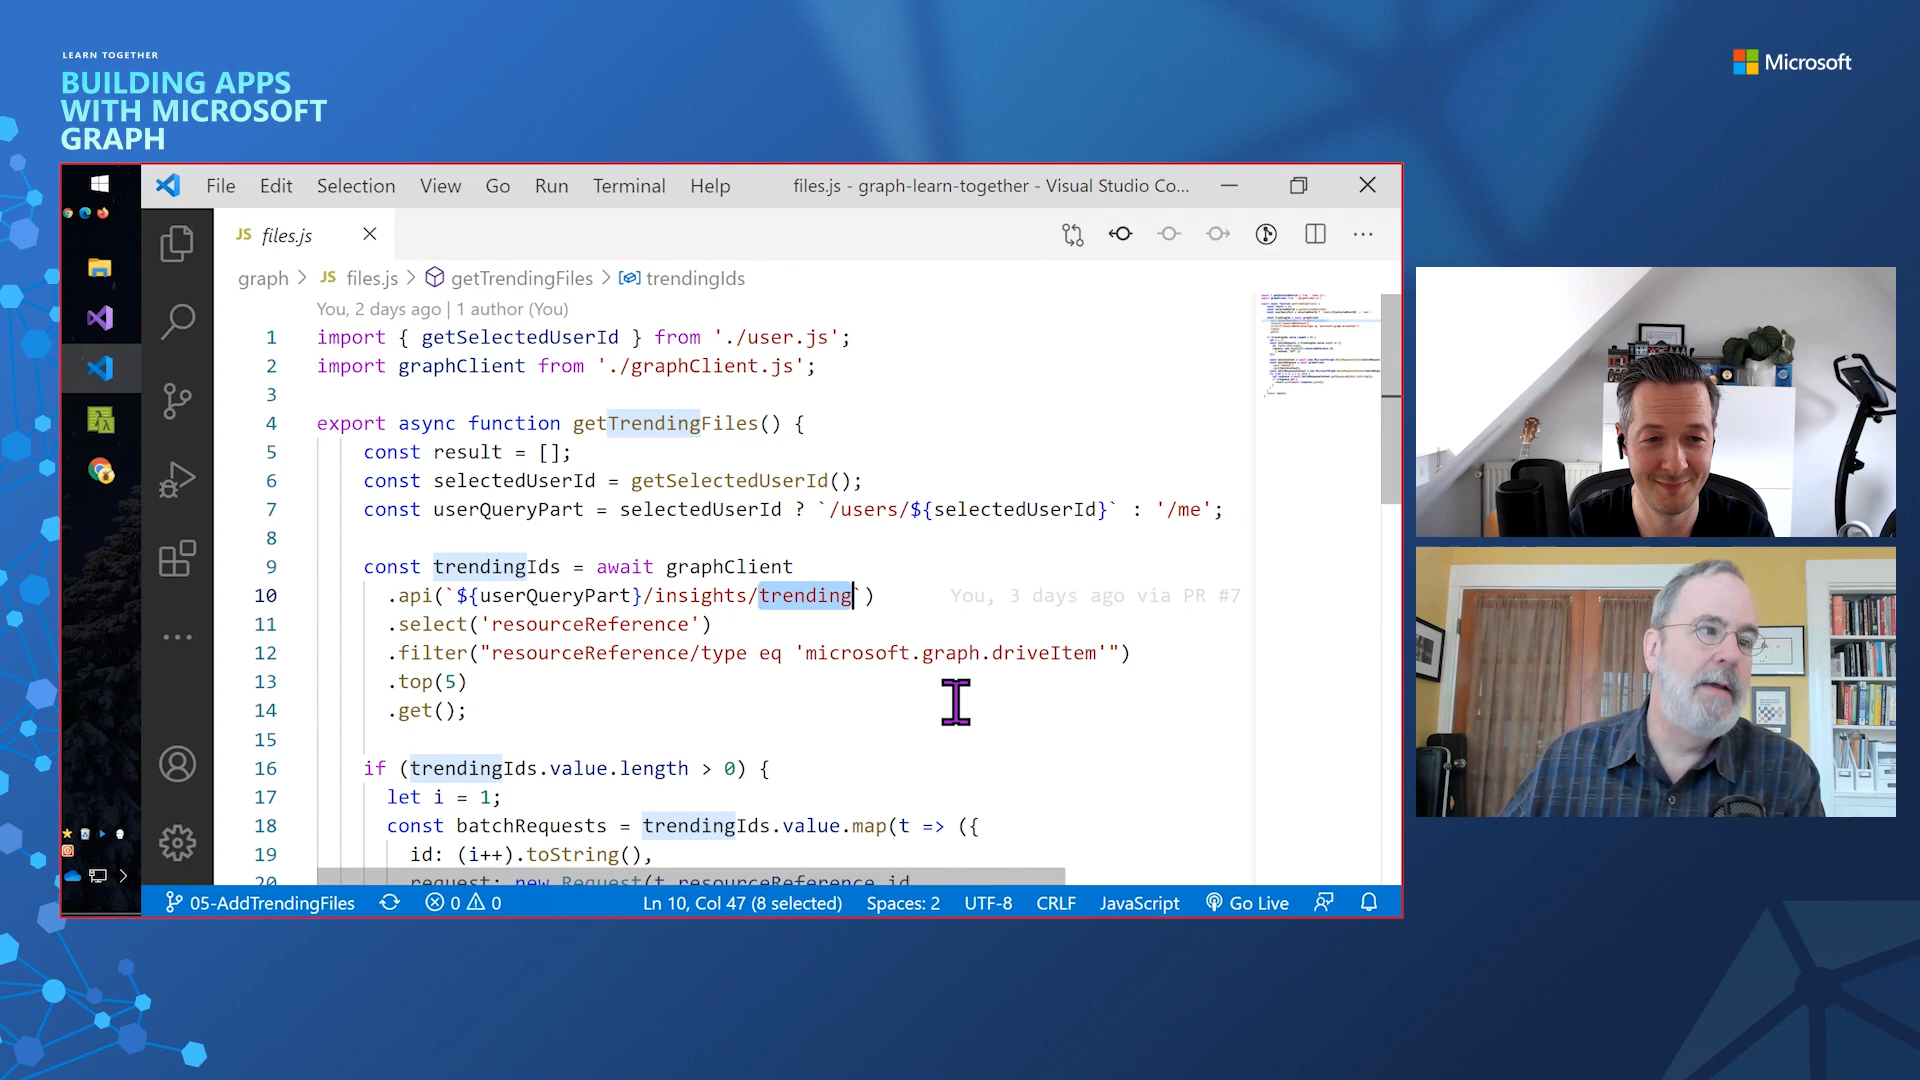 LEARN TOGETHER
BUILDING APPS
WITH MICROSOFT
GRAPH
Microsoft
File Edit Selection View Go Run Terminal Help files.js - graph-learn-together - Visual Studio Co...
JS files.js
graph > JS files.js > getTrendingFiles > trendingIds
You, 2 days ago | 1 author (You)
1 import { getSelectedUserId } from './user.js';
2 import graphClient from './graphClient.js';
3
4 export async function getTrendingFiles() {
5 const result = [];
6 const selectedUserId = getSelectedUserId();
7 const userQueryPart = selectedUserId ? `/users/${selectedUserId}` : '/me';
8
9 const trendingIds = await graphClient
10 .api(`${userQueryPart}/insights/trending`) You, 3 days ago via PR #7
11 .select('resourceReference')
12 .filter("resourceReference/type eq 'microsoft.graph.driveItem'")
13 .top(5)
14 .get();
15
16 if (trendingIds.value.length > 0) {
17 let i = 1;
18 const batchRequests = trendingIds.value.map(t => ({
19 id: (i++).toString(),
20 request: new Request(t.resourceReference.id
05-AddTrendingFiles 0 0 Ln 10, Col 47 (8 selected) Spaces: 2 UTF-8 CRLF JavaScript Go Live